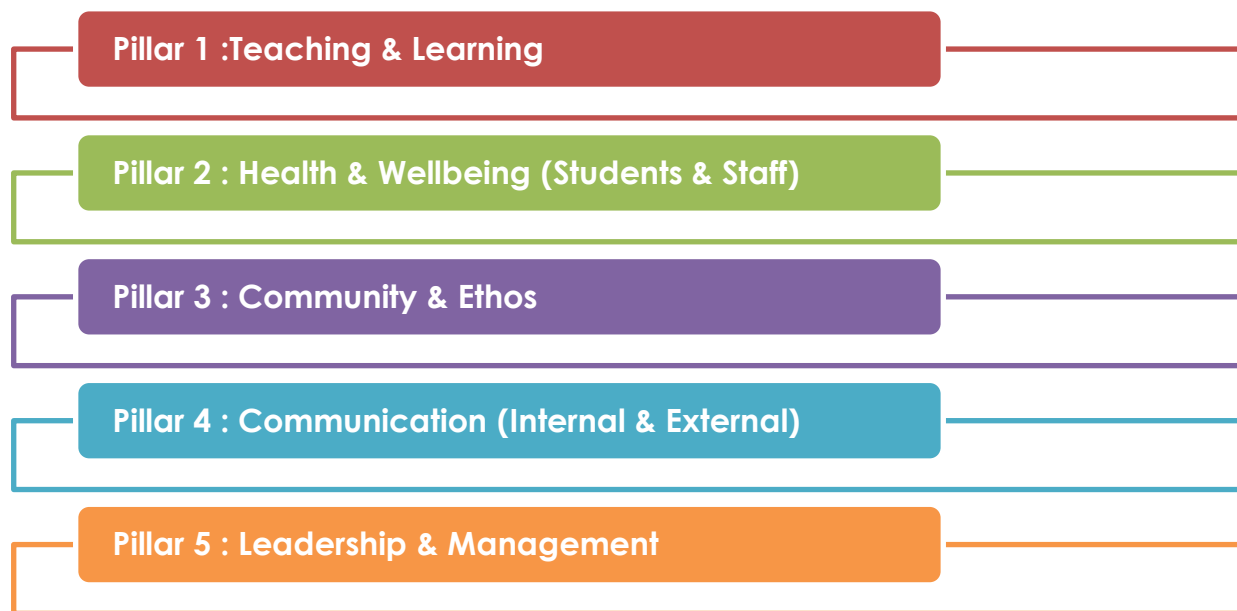 Pillar 1 :Teaching & Learning
Pillar 2 : Health & Wellbeing (Students & Staff)
Pillar 3 : Community & Ethos
Pillar 4 : Communication (Internal & External)
Pillar 5 : Leadership & Management